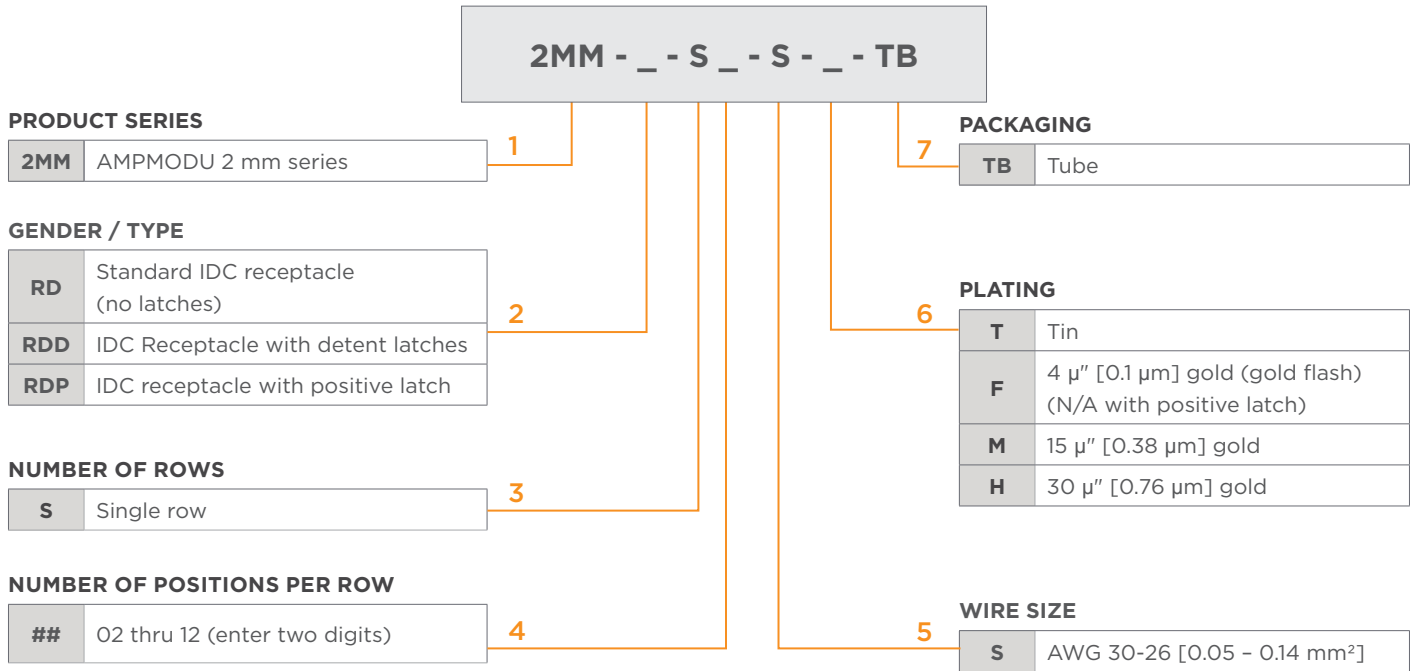 2MM - _ - S _ - S - _ - TB
PRODUCT SERIES
2MM AMPMODU 2 mm series
1
GENDER / TYPE
RD Standard IDC receptacle
(no latches)
RDD IDC Receptacle with detent latches
RDP IDC receptacle with positive latch
2
NUMBER OF ROWS
S Single row
3
NUMBER OF POSITIONS PER ROW
## 02 thru 12 (enter two digits)
4
PACKAGING
7
TB Tube
PLATING
6
T Tin
F 4 µ" [0.1 µm] gold (gold flash)
(N/A with positive latch)
M 15 µ" [0.38 µm] gold
H 30 µ" [0.76 µm] gold
WIRE SIZE
5
S AWG 30-26 [0.05 – 0.14 mm²]